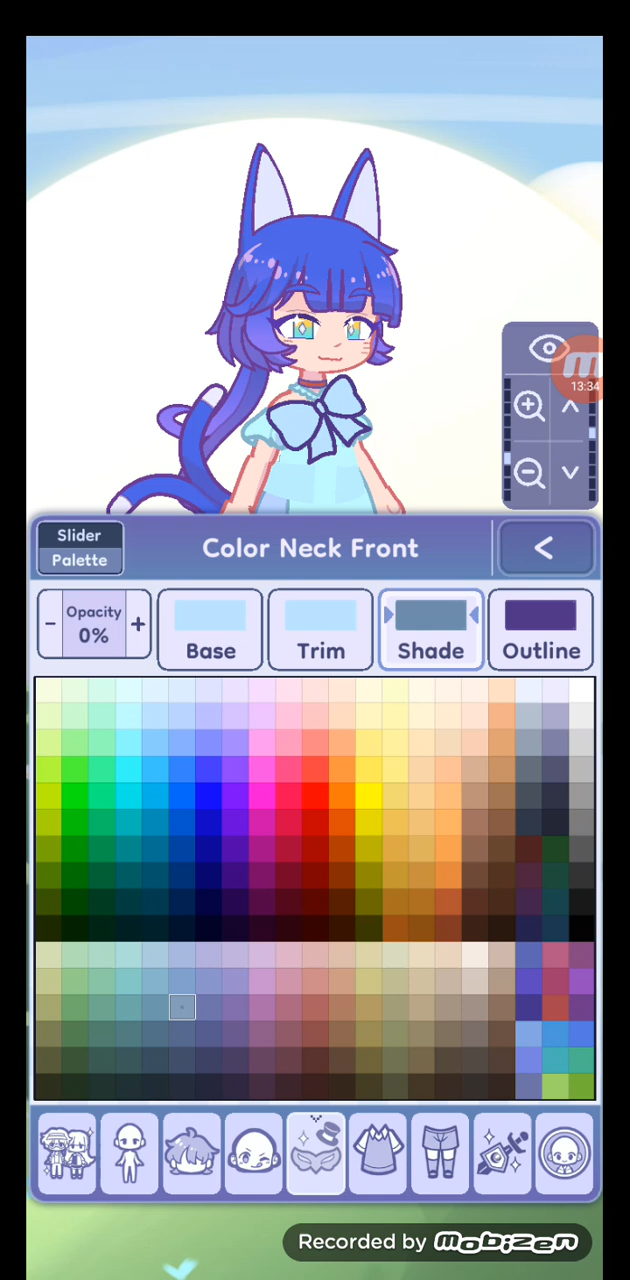 13:34
Slider
Palette
Color Neck Front
<
Opacity
- 0% +
Base
Trim
Shade
Outline
Recorded by mobizen